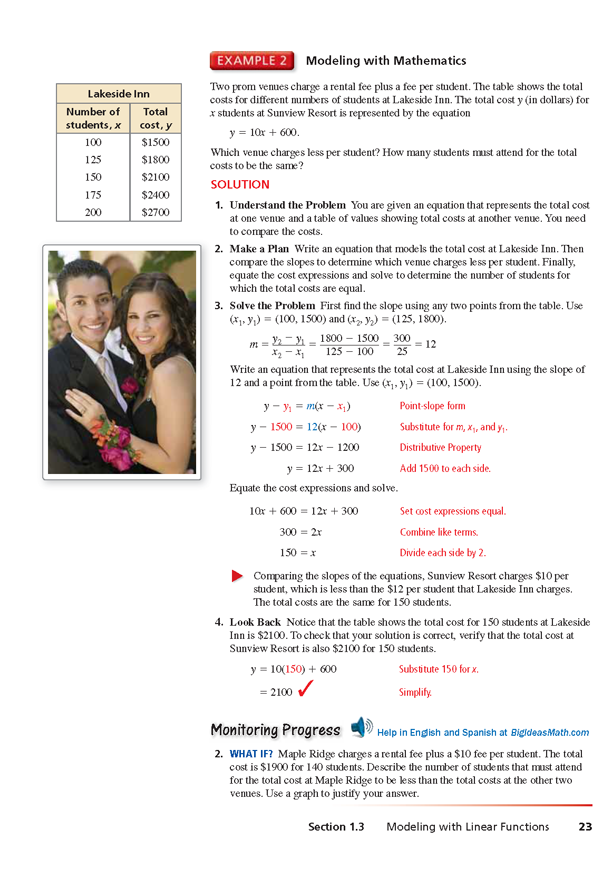 EXAMPLE 2 Modeling with Mathematics
Lakeside Inn
Number of students, x Total cost, y
100 $1500
125 $1800
150 $2100
175 $2400
200 $2700
Two prom venues charge a rental fee plus a fee per student. The table shows the total
costs for different numbers of students at Lakeside Inn. The total cost y (in dollars) for
x students at Sunview Resort is represented by the equation
y = 10x + 600.
Which venue charges less per student? How many students must attend for the total
costs to be the same?
SOLUTION
1. Understand the Problem You are given an equation that represents the total cost
at one venue and a table of values showing total costs at another venue. You need
to compare the costs.
2. Make a Plan Write an equation that models the total cost at Lakeside Inn. Then
compare the slopes to determine which venue charges less per student. Finally,
equate the cost expressions and solve to determine the number of students for
which the total costs are equal.
3. Solve the Problem First find the slope using any two points from the table. Use
(x₁, y₁) = (100, 1500) and (x₂, y₂) = (125, 1800).
m = (y₂ − y₁)/(x₂ − x₁) = (1800 − 1500)/(125 − 100) = 300/25 = 12
Write an equation that represents the total cost at Lakeside Inn using the slope of
12 and a point from the table. Use (x₁, y₁) = (100, 1500).
y − y₁ = m(x − x₁) Point-slope form
y − 1500 = 12(x − 100) Substitute for m, x₁, and y₁.
y − 1500 = 12x − 1200 Distributive Property
y = 12x + 300 Add 1500 to each side.
Equate the cost expressions and solve.
10x + 600 = 12x + 300 Set cost expressions equal.
300 = 2x Combine like terms.
150 = x Divide each side by 2.
Comparing the slopes of the equations, Sunview Resort charges $10 per
student, which is less than the $12 per student that Lakeside Inn charges.
The total costs are the same for 150 students.
4. Look Back Notice that the table shows the total cost for 150 students at Lakeside
Inn is $2100. To check that your solution is correct, verify that the total cost at
Sunview Resort is also $2100 for 150 students.
y = 10(150) + 600 Substitute 150 for x.
= 2100 ✓ Simplify.
Monitoring Progress Help in English and Spanish at BigIdeasMath.com
2. WHAT IF? Maple Ridge charges a rental fee plus a $10 fee per student. The total
cost is $1900 for 140 students. Describe the number of students that must attend
for the total cost at Maple Ridge to be less than the total costs at the other two
venues. Use a graph to justify your answer.
Section 1.3 Modeling with Linear Functions 23